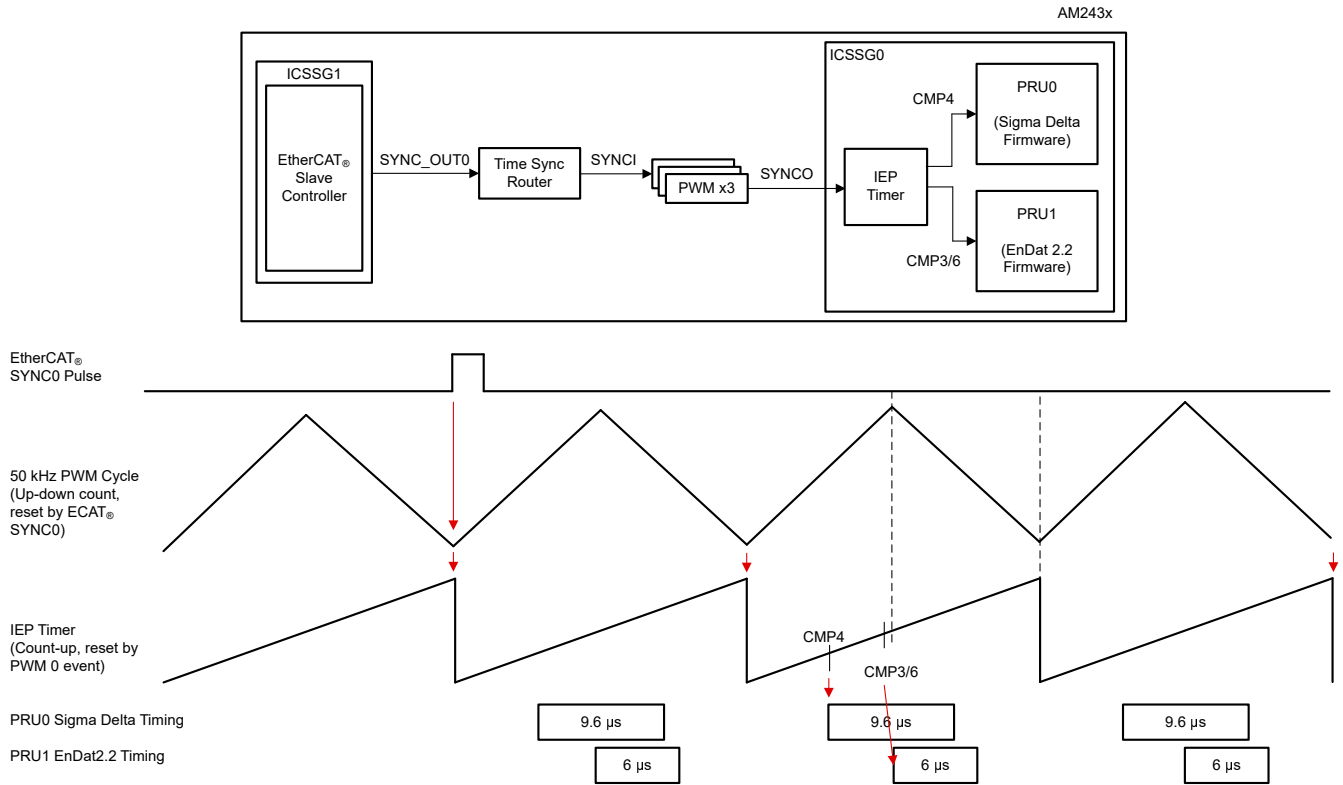 AM243x
ICSSG1
EtherCAT®
Slave
Controller
SYNC_OUT0
Time Sync
Router
SYNCI
PWM x3
SYNCO
ICSSG0
IEP
Timer
CMP4
CMP3/6
PRU0
(Sigma Delta
Firmware)
PRU1
(EnDat 2.2
Firmware)
EtherCAT®
SYNC0 Pulse
50 kHz PWM Cycle
(Up-down count,
reset by ECAT®
SYNC0)
IEP Timer
(Count-up, reset by
PWM 0 event)
CMP4
CMP3/6
PRU0 Sigma Delta Timing
9.6 µs
9.6 µs
9.6 µs
PRU1 EnDat2.2 Timing
6 µs
6 µs
6 µs